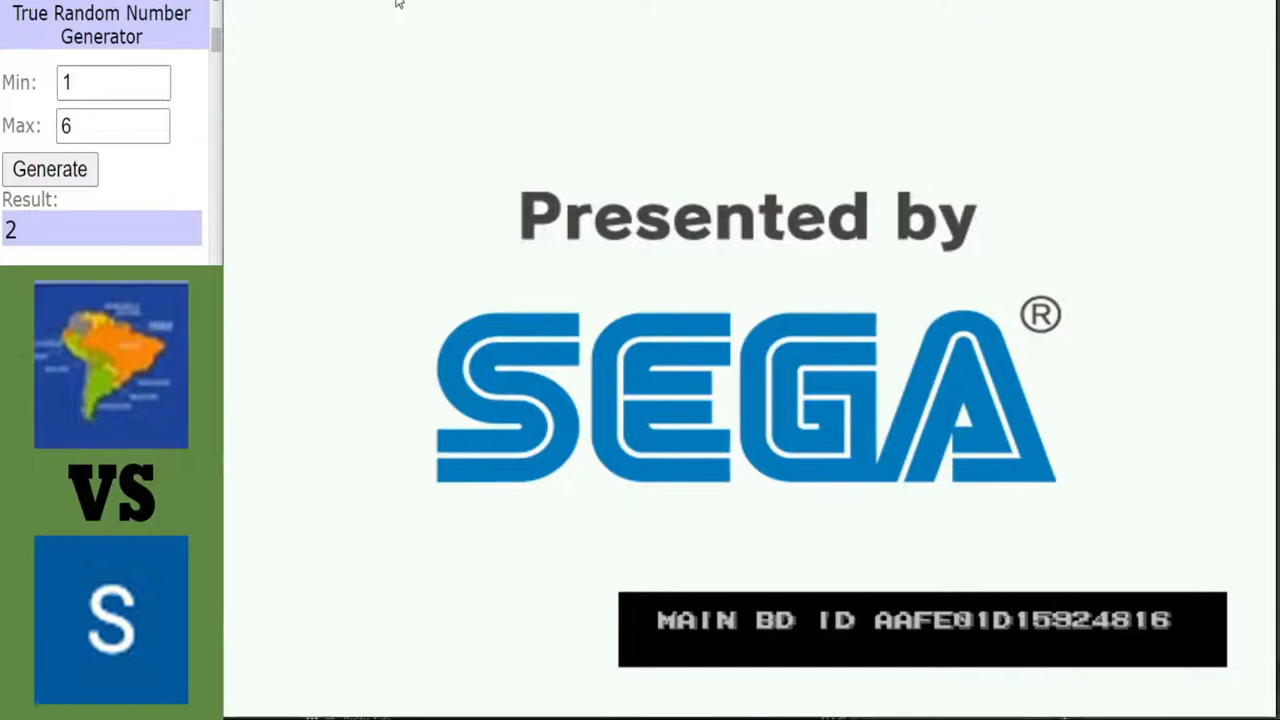 True Random Number
Generator
Min: 1
Max: 6
Generate
Result:
2
VS
S
Presented by
SEGA®
MAIN BD ID AAFE01D15924816